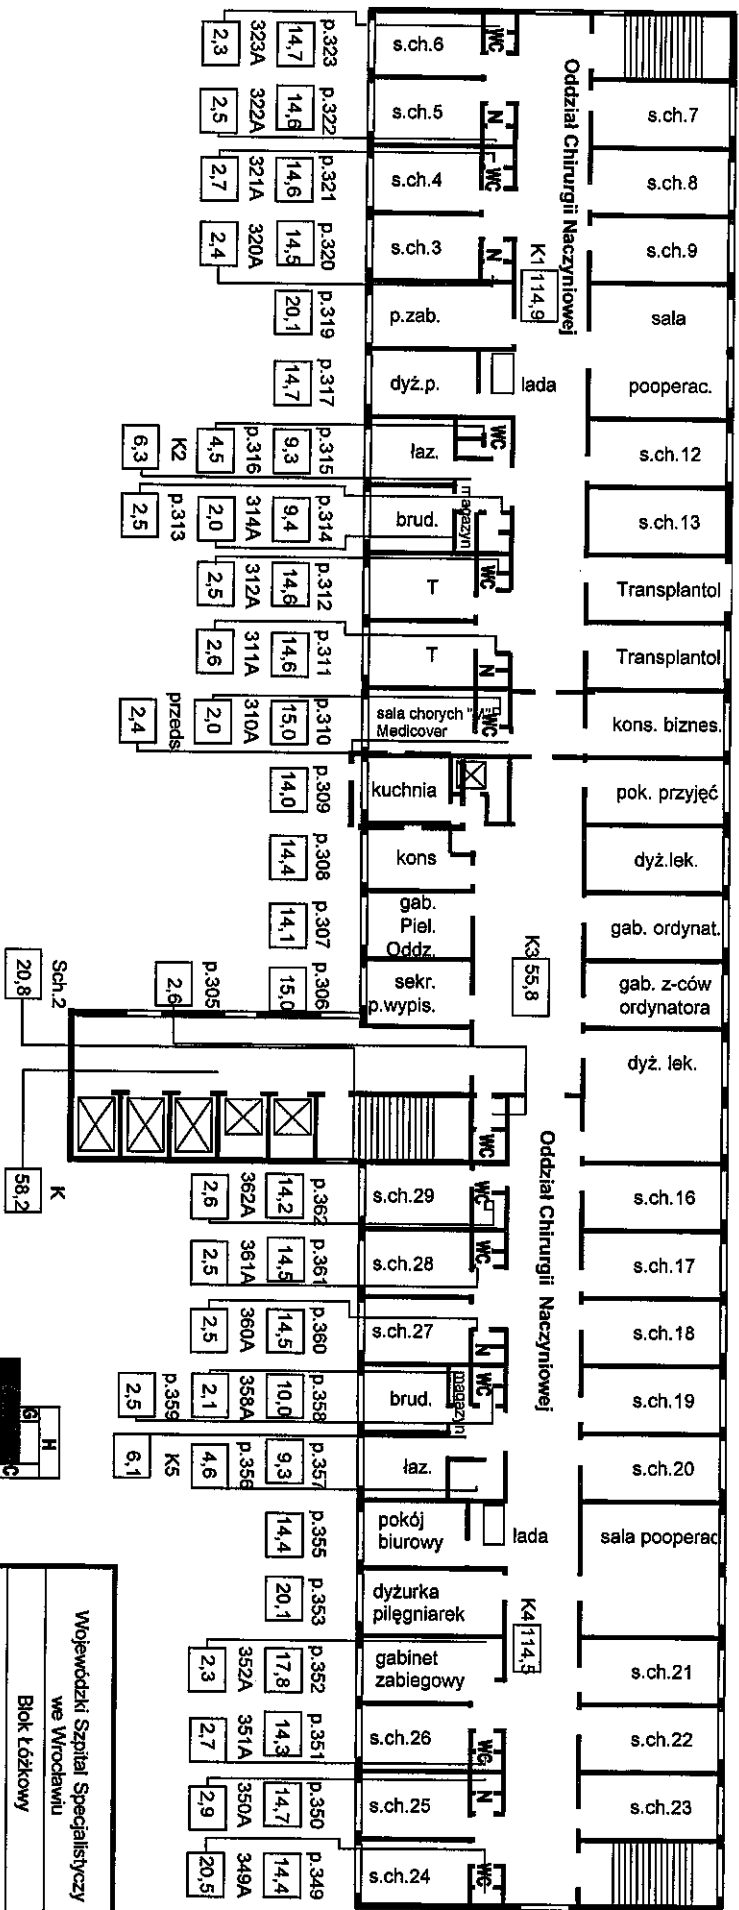 s.ch.6
WC
s.ch.5
N
s.ch.4
WC
s.ch.3
N
p.zab.
dyż.p.
lada
łaz.
WC
magazyn
brud.
T
WC
T
N
sala chorych
Medicover
WC
kuchnia
kons
gab.
Piel.
Oddz.
sekr.
p.wypis.
Oddział Chirurgii Naczyniowej
K1 114,9
s.ch.7
s.ch.8
s.ch.9
sala
pooperac.
s.ch.12
s.ch.13
Transplantol
Transplantol
kons. biznes.
pok. przyjęć
dyż.lek.
gab. ordynat.
gab. z-ców
ordynatora
dyż. lek.
K3 55,8
WC
Oddział Chirurgii Naczyniowej
s.ch.16
s.ch.17
s.ch.18
s.ch.19
s.ch.20
sala pooperac
s.ch.21
s.ch.22
s.ch.23
s.ch.29
WC
s.ch.28
WC
s.ch.27
N
WC
magazyn
brud.
łaz.
pokój
biurowy
lada
dyżurka
pilęgniarek
K4 114,5
gabinet
zabiegowy
s.ch.26
WC
s.ch.25
N
s.ch.24
WC
p.323
14,7
323A
2,3
p.322
14,6
322A
2,5
p.321
14,6
321A
2,7
p.320
14,5
320A
2,4
p.319
20,1
p.317
14,7
p.315
9,3
p.316
4,5
K2
6,3
p.314
9,4
314A
2,0
p.313
2,5
p.312
14,6
312A
2,5
p.311
14,6
311A
2,6
p.310
15,0
310A
2,0
przeds.
2,4
p.309
14,0
p.308
14,4
p.307
14,1
p.306
15,0
p.305
2,6
Sch.2
20,8
K
58,2
p.362
14,2
362A
2,6
p.361
14,5
361A
2,5
p.360
14,5
360A
2,5
p.358
10,0
358A
2,1
p.359
2,5
p.357
9,3
p.356
4,6
K5
6,1
p.355
14,4
p.353
20,1
p.352
17,8
352A
2,3
p.351
14,3
351A
2,7
p.350
14,7
350A
2,9
p.349
14,4
349A
20,5
H
G
C
Wojewódzki Szpital Specjalistyczy
we Wrocławiu
Blok Łóżkowy